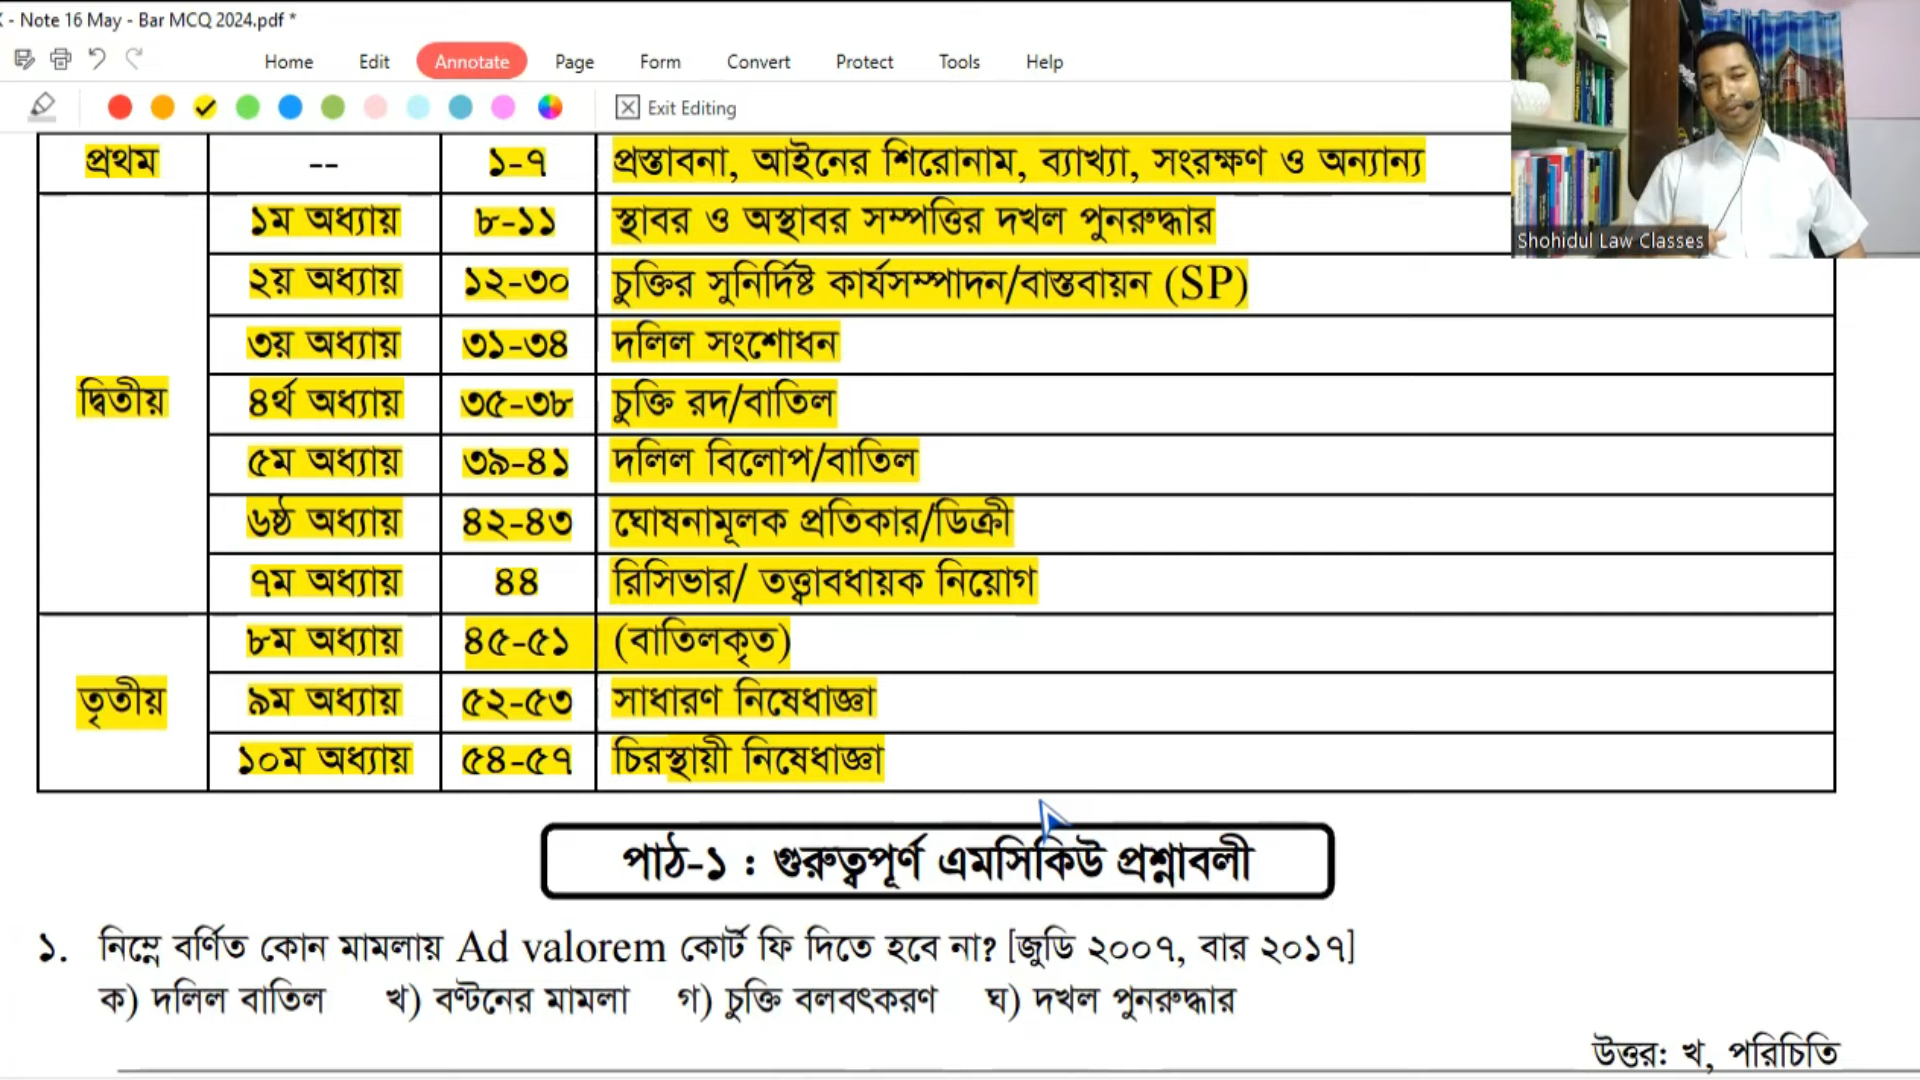 - Note 16 May - Bar MCQ 2024.pdf *
Home Edit Annotate Page Form Convert Protect Tools Help
Exit Editing
Shohidul Law Classes
প্রথম -- ১-৭ প্রস্তাবনা, আইনের শিরোনাম, ব্যাখ্যা, সংরক্ষণ ও অন্যান্য
১ম অধ্যায় ৮-১১ স্থাবর ও অস্থাবর সম্পত্তির দখল পুনরুদ্ধার
২য় অধ্যায় ১২-৩০ চুক্তির সুনির্দিষ্ট কার্যসম্পাদন/বাস্তবায়ন (SP)
৩য় অধ্যায় ৩১-৩৪ দলিল সংশোধন
দ্বিতীয় ৪র্থ অধ্যায় ৩৫-৩৮ চুক্তি রদ/বাতিল
৫ম অধ্যায় ৩৯-৪১ দলিল বিলোপ/বাতিল
৬ষ্ঠ অধ্যায় ৪২-৪৩ ঘোষনামূলক প্রতিকার/ডিক্রী
৭ম অধ্যায় ৪৪ রিসিভার/ তত্ত্বাবধায়ক নিয়োগ
৮ম অধ্যায় ৪৫-৫১ (বাতিলকৃত)
তৃতীয় ৯ম অধ্যায় ৫২-৫৩ সাধারণ নিষেধাজ্ঞা
১০ম অধ্যায় ৫৪-৫৭ চিরস্থায়ী নিষেধাজ্ঞা
পাঠ-১ : গুরুত্বপূর্ণ এমসিকিউ প্রশ্নাবলী
১. নিম্নে বর্ণিত কোন মামলায় Ad valorem কোর্ট ফি দিতে হবে না? [জুডি ২০০৭, বার ২০১৭]
ক) দলিল বাতিল খ) বণ্টনের মামলা গ) চুক্তি বলবৎকরণ ঘ) দখল পুনরুদ্ধার
উত্তর: খ, পরিচিতি